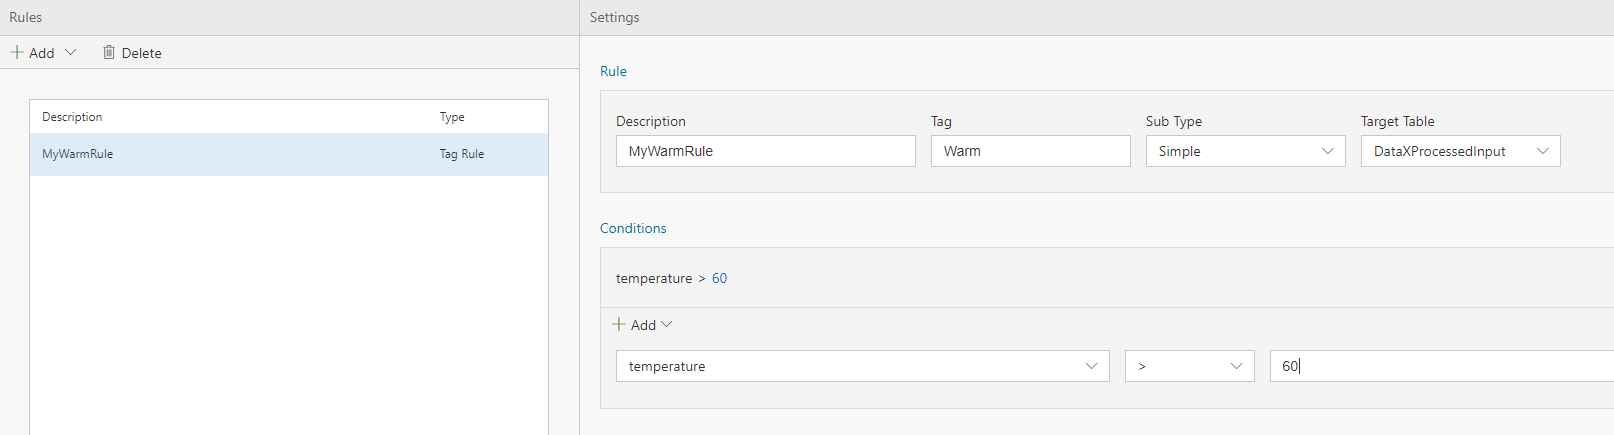 Rules
Add
Delete
Description Type
MyWarmRule Tag Rule
Settings
Rule
Description Tag Sub Type Target Table
MyWarmRule Warm Simple DataXProcessedInput
Conditions
temperature > 60
Add
temperature > 60